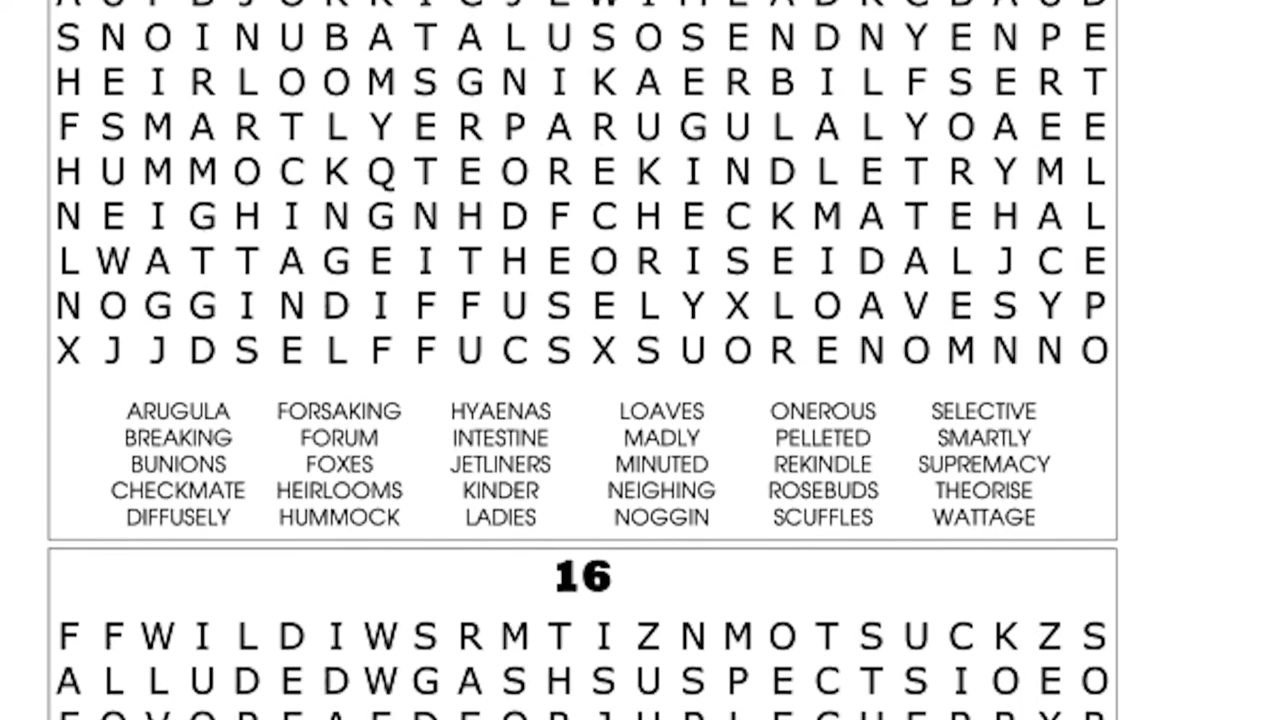 S N O I N U B A T A L U S O S E N D N Y E N P E
H E I R L O O M S G N I K A E R B I L F S E R T
F S M A R T L Y E R P A R U G U L A L Y O A E E
H U M M O C K Q T E O R E K I N D L E T R Y M L
N E I G H I N G N H D F C H E C K M A T E H A L
L W A T T A G E I T H E O R I S E I D A L J C E
N O G G I N D I F F U S E L Y X L O A V E S Y P
X J J D S E L F F U C S X S U O R E N O M N N O
ARUGULA FORSAKING HYAENAS LOAVES ONEROUS SELECTIVE
BREAKING FORUM INTESTINE MADLY PELLETED SMARTLY
BUNIONS FOXES JETLINERS MINUTED REKINDLE SUPREMACY
CHECKMATE HEIRLOOMS KINDER NEIGHING ROSEBUDS THEORISE
DIFFUSELY HUMMOCK LADIES NOGGIN SCUFFLES WATTAGE
16
F F W I L D I W S R M T I Z N M O T S U C K Z S
A L L U D E D W G A S H S U S P E C T S I O E O